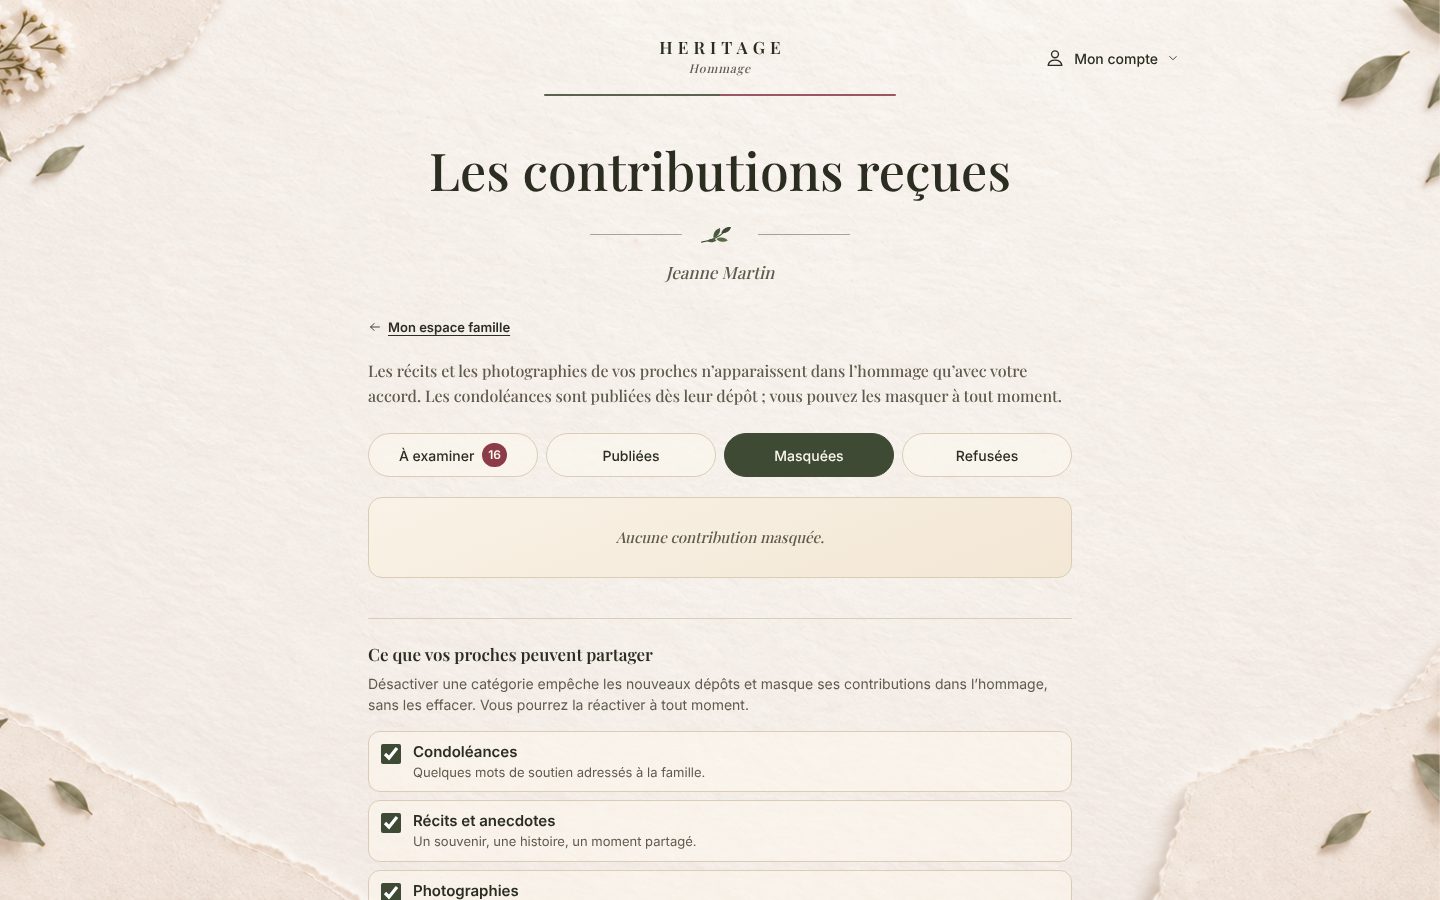 HERITAGE
Hommage
Mon compte
Les contributions reçues
Jeanne Martin
Mon espace famille
Les récits et les photographies de vos proches n’apparaissent dans l’hommage qu’avec votre
accord. Les condoléances sont publiées dès leur dépôt ; vous pouvez les masquer à tout moment.
À examiner 16
Publiées
Masquées
Refusées
Aucune contribution masquée.
Ce que vos proches peuvent partager
Désactiver une catégorie empêche les nouveaux dépôts et masque ses contributions dans l’hommage,
sans les effacer. Vous pourrez la réactiver à tout moment.
Condoléances
Quelques mots de soutien adressés à la famille.
Récits et anecdotes
Un souvenir, une histoire, un moment partagé.
Photographies